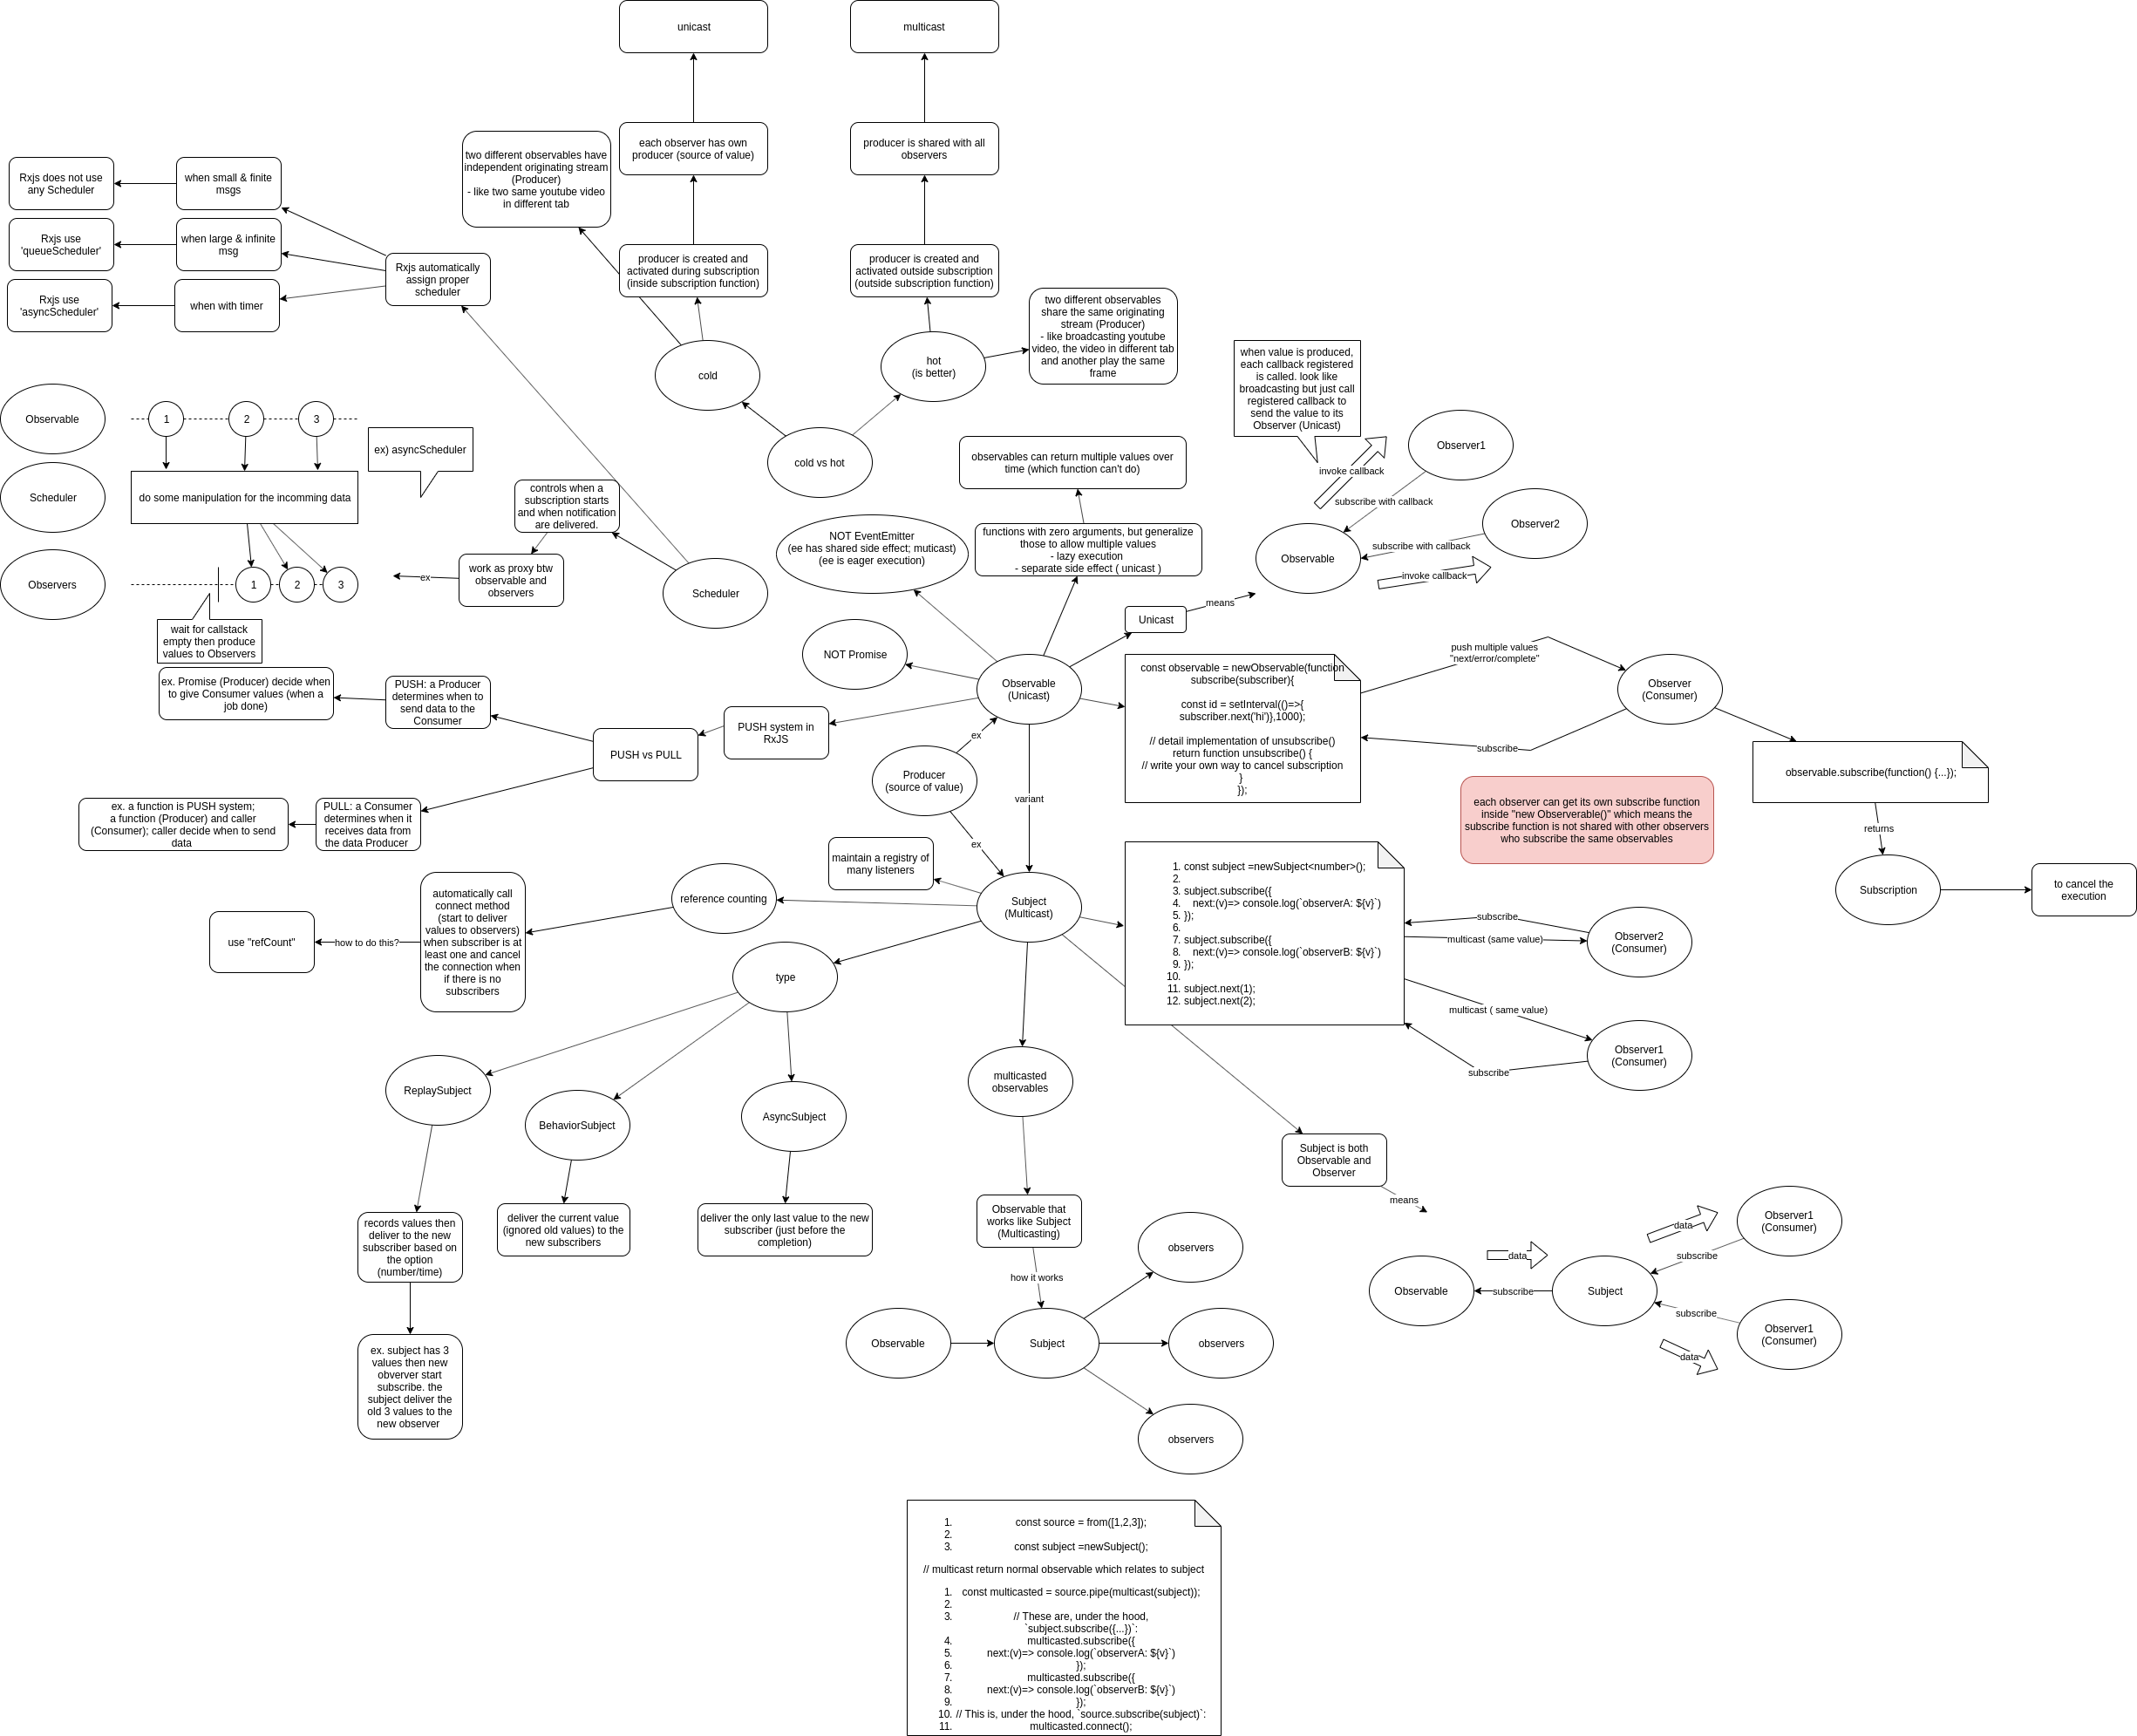 unicast
multicast
each observer has own
producer (source of value)
producer is shared with all
observers
two different observables have
independent originating stream
(Producer)
- like two same youtube video
in different tab
Rxjs does not use
any Scheduler
when small & finite
msgs
Rxjs use
'queueScheduler'
when large & infinite
msg
Rxjs automatically
assign proper
scheduler
producer is created and
activated during subscription
(inside subscription function)
producer is created and
activated outside subscription
(outside subscription function)
Rxjs use
'asyncScheduler'
when with timer
two different observables
share the same originating
stream (Producer)
- like broadcasting youtube
video, the video in different tab
and another play the same
frame
cold
hot
(is better)
when value is produced,
each callback registered
is called. look like
broadcasting but just call
registered callback to
send the value to its
Observer (Unicast)
Observable
1
2
3
ex) asyncScheduler
cold vs hot
observables can return multiple values over
time (which function can't do)
Observer1
invoke callback
subscribe with callback
Scheduler
do some manipulation for the incomming data
controls when a
subscription starts
and when notification
are delivered.
NOT EventEmitter
(ee has shared side effect; muticast)
(ee is eager execution)
functions with zero arguments, but generalize
those to allow multiple values
- lazy execution
- separate side effect ( unicast )
Observable
Observer2
subscribe with callback
invoke callback
Observers
1
2
3
ex
work as proxy btw
observable and
observers
Scheduler
Unicast
means
wait for callstack
empty then produce
values to Observers
NOT Promise
Observable
(Unicast)
const observable = newObservable(function
subscribe(subscriber){
const id = setInterval(()=>{
subscriber.next('hi')},1000);
// detail implementation of unsubscribe()
return function unsubscribe() {
// write your own way to cancel subscription
}
});
push multiple values
"next/error/complete"
Observer
(Consumer)
subscribe
ex. Promise (Producer) decide when
to give Consumer values (when a
job done)
PUSH: a Producer
determines when to
send data to the
Consumer
PUSH vs PULL
PUSH system in
RxJS
ex
Producer
(source of value)
variant
ex
observable.subscribe(function() {...});
each observer can get its own subscribe function
inside "new Observerable()" which means the
subscribe function is not shared with other observers
who subscribe the same observables
returns
Subscription
to cancel the
execution
ex. a function is PUSH system;
a function (Producer) and caller
(Consumer); caller decide when to send
data
PULL: a Consumer
determines when it
receives data from
the data Producer
maintain a registry of
many listeners
reference counting
Subject
(Multicast)
automatically call
connect method
(start to deliver
values to observers)
when subscriber is at
least one and cancel
the connection when
if there is no
subscribers
how to do this?
use "refCount"
1. const subject =newSubject<number>();
2.
3. subject.subscribe({
4. next:(v)=> console.log(`observerA: ${v}`)
5. });
6.
7. subject.subscribe({
8. next:(v)=> console.log(`observerB: ${v}`)
9. });
10.
11. subject.next(1);
12. subject.next(2);
subscribe
multicast (same value)
Observer2
(Consumer)
multicast ( same value)
Observer1
(Consumer)
subscribe
type
ReplaySubject
BehaviorSubject
AsyncSubject
multicasted
observables
Subject is both
Observable and
Observer
means
records values then
deliver to the new
subscriber based on
the option
(number/time)
deliver the current value
(ignored old values) to the
new subscribers
deliver the only last value to the new
subscriber (just before the
completion)
Observable that
works like Subject
(Multicasting)
how it works
observers
Observable
Subject
observers
observers
ex. subject has 3
values then new
obverver start
subscribe. the
subject deliver the
old 3 values to the
new observer
Observable
data
subscribe
Subject
data
subscribe
Observer1
(Consumer)
subscribe
data
Observer1
(Consumer)
1. const source = from([1,2,3]);
2.
3. const subject =newSubject();
// multicast return normal observable which relates to subject
1. const multicasted = source.pipe(multicast(subject));
2.
3. // These are, under the hood,
`subject.subscribe({...})`:
4. multicasted.subscribe({
5. next:(v)=> console.log(`observerA: ${v}`)
6. });
7. multicasted.subscribe({
8. next:(v)=> console.log(`observerB: ${v}`)
9. });
10. // This is, under the hood, `source.subscribe(subject)`:
11. multicasted.connect();